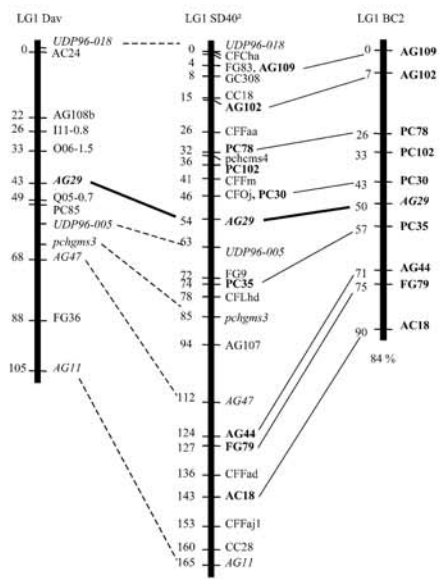 LG1 Dav
0 UDP96-018
AC24
22 AG108b
26 I11-0.8
33 O06-1.5
43 AG29
49 Q05-0.7
PC85
UDP96-005
pchgms3
68 AG47
88 FG36
105 AG11
LG1 SD40²
0 UDP96-018
CFCha
4 FG83, AG109
8 GC308
15 CC18
AG102
26 CFFaa
32 PC78
pchcms4
36 PC102
41 CFFm
46 CFOj, PC30
54 AG29
63 UDP96-005
72 FG9
74 PC35
78 CFLhd
85 pchgms3
94 AG107
112 AG47
124 AG44
127 FG79
136 CFFad
143 AC18
153 CFFaj1
160 CC28
165 AG11
LG1 BC2
0 AG109
7 AG102
26 PC78
33 PC102
43 PC30
50 AG29
57 PC35
71 AG44
75 FG79
90 AC18
84 %